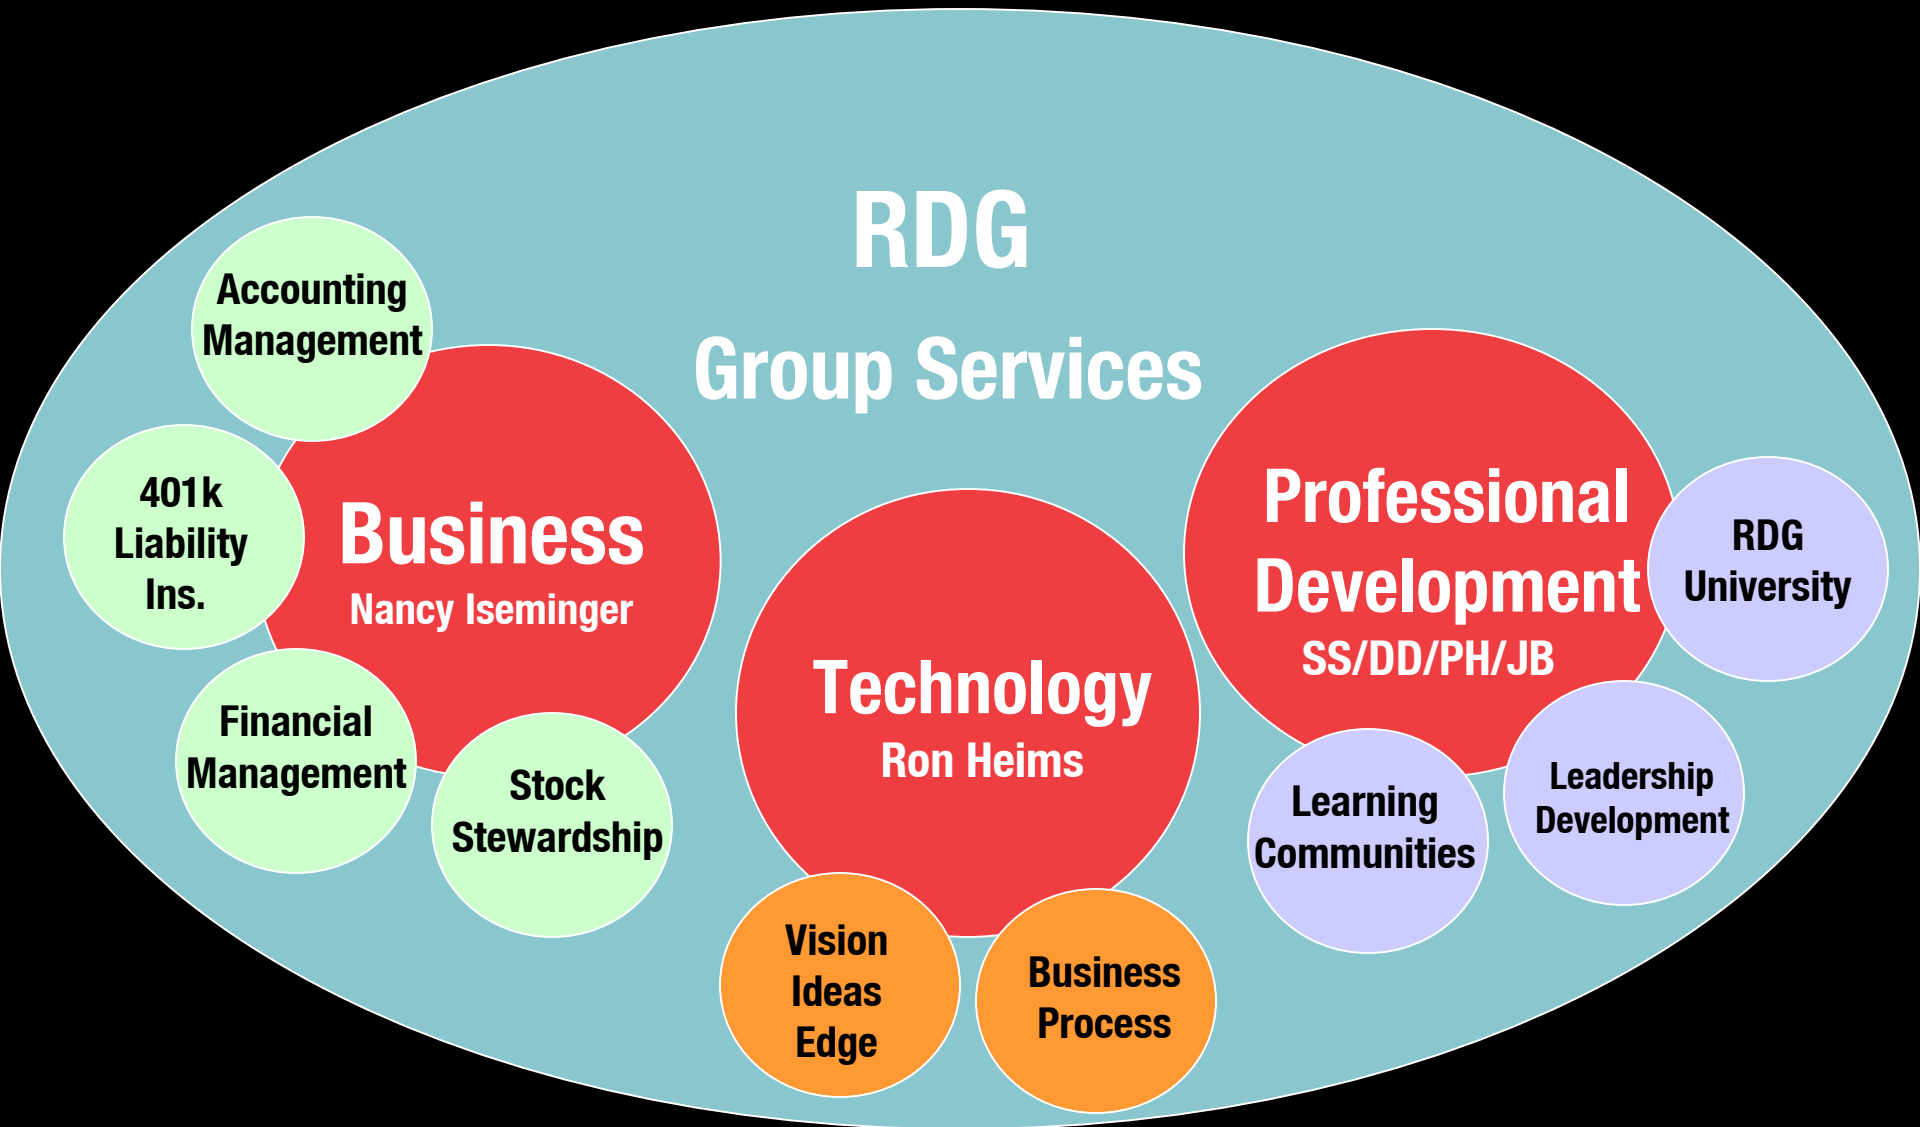 RDG
Group Services
Accounting
Management
401k
Liability
Ins.
Business
Nancy Iseminger
Financial
Management
Stock
Stewardship
Technology
Ron Heims
Vision
Ideas
Edge
Business
Process
Professional
Development
SS/DD/PH/JB
RDG
University
Learning
Communities
Leadership
Development